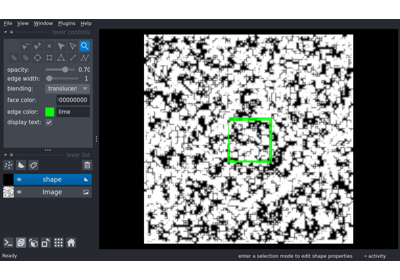 File View Window Plugins Help
layer controls
opacity: 0.70
edge width: 1
blending: translucen
face color: 00000000
edge color: lime
display text:
layer list
shape
Image
Ready
enter a selection mode to edit shape properties
activity